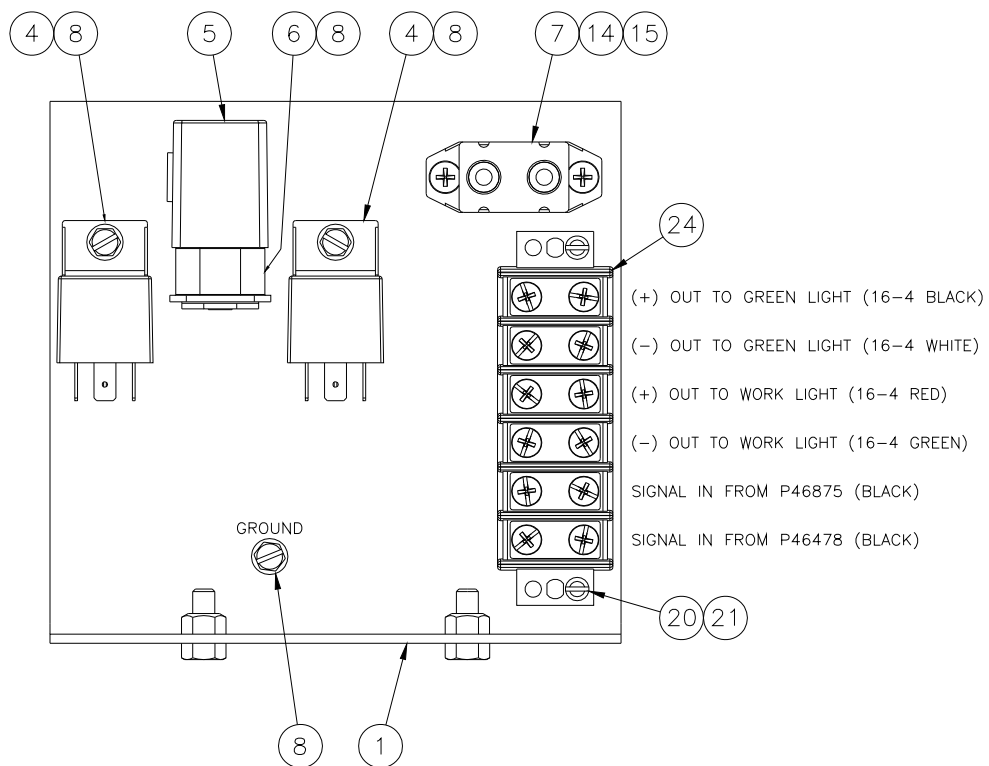 4 8 5 6 8 4 8 7 14 15
24
(+) OUT TO GREEN LIGHT (16-4 BLACK)
(-) OUT TO GREEN LIGHT (16-4 WHITE)
(+) OUT TO WORK LIGHT (16-4 RED)
(-) OUT TO WORK LIGHT (16-4 GREEN)
SIGNAL IN FROM P46875 (BLACK)
GROUND
SIGNAL IN FROM P46478 (BLACK)
20 21
8 1